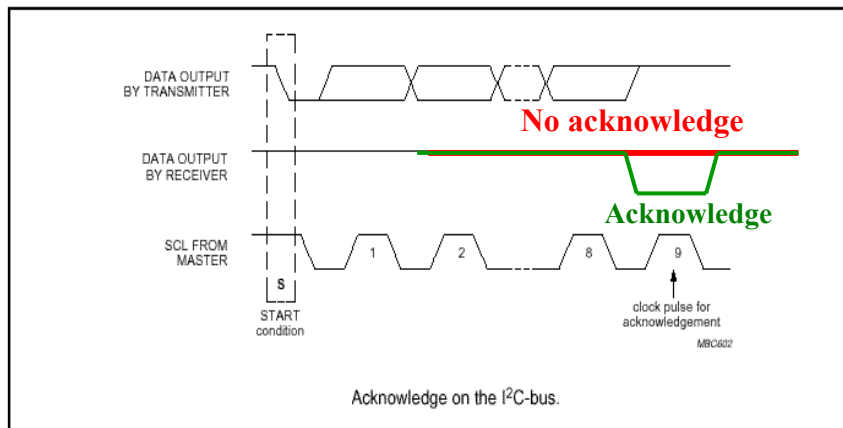 DATA OUTPUT
BY TRANSMITTER
No acknowledge
DATA OUTPUT
BY RECEIVER
Acknowledge
SCL FROM
MASTER
1
2
8
9
S
START
condition
clock pulse for
acknowledgement
MBC602
Acknowledge on the I²C-bus.